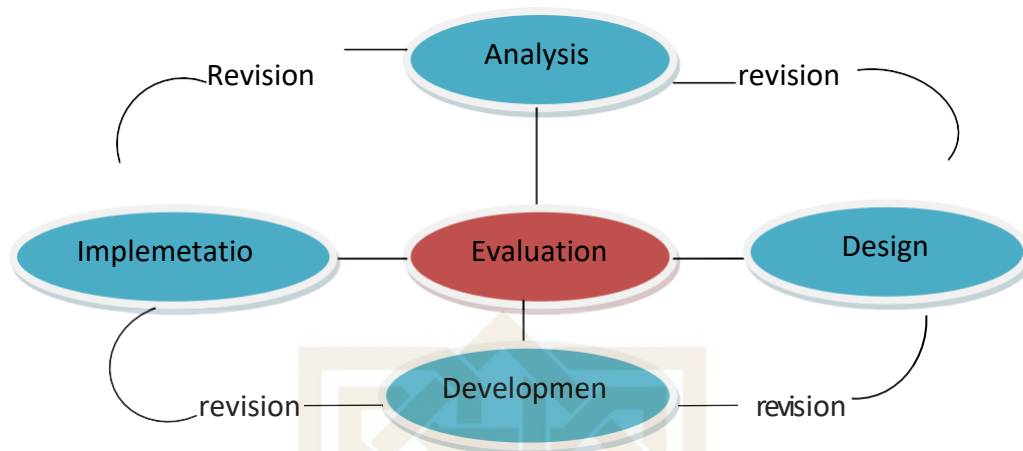 Analysis
Revision
revision
Implemetatio
Evaluation
Design
Developmen
revision
revision